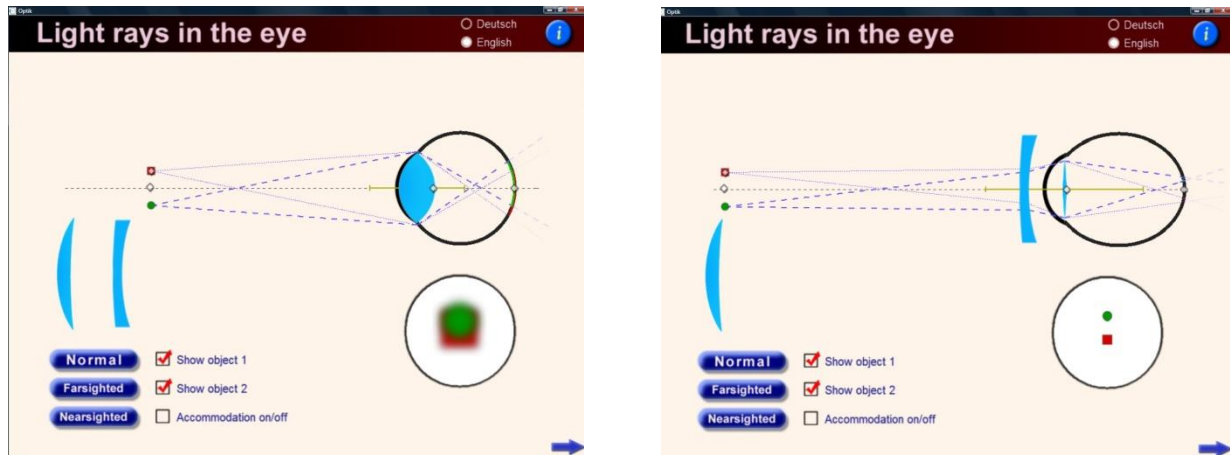 Optik
Light rays in the eye
Deutsch
English
i
Normal
Show object 1
Farsighted
Show object 2
Nearsighted
Accommodation on/off
Optik
Light rays in the eye
Deutsch
English
i
Normal
Show object 1
Farsighted
Show object 2
Nearsighted
Accommodation on/off